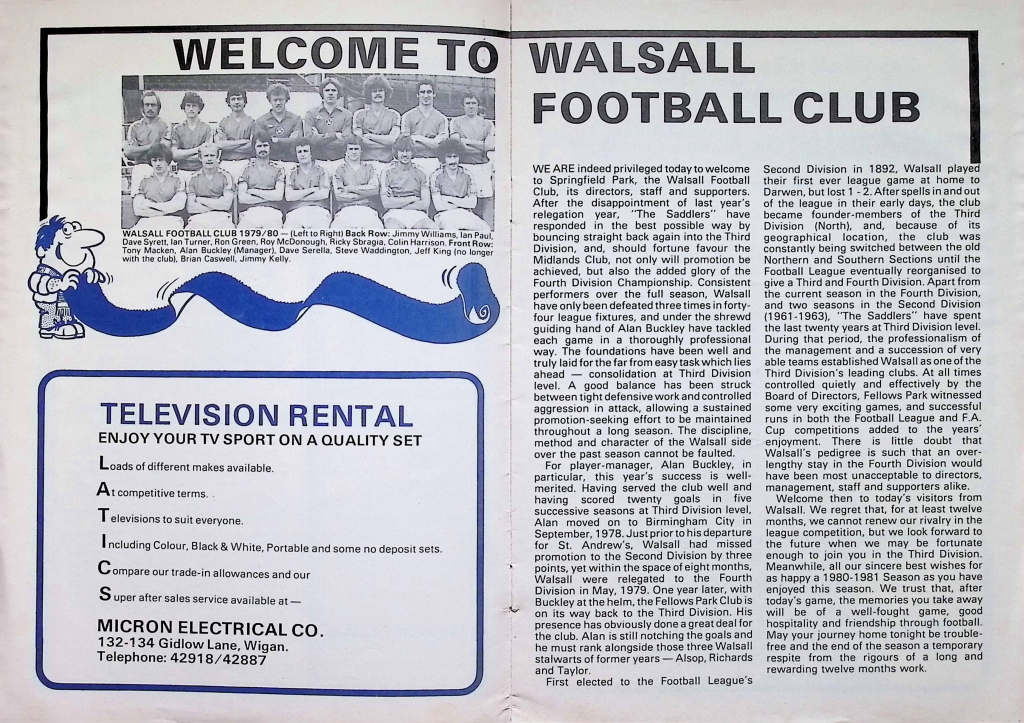 WELCOME TO WALSALL
FOOTBALL CLUB
WALSALL FOOTBALL CLUB 1979/80 — (Left to Right) Back Row: Jimmy Williams, Ian Paul,
Dave Syrett, Ian Turner, Ron Green, Roy McDonough, Ricky Sbragia, Colin Harrison. Front Row:
Tony Macken, Alan Buckley (Manager), Dave Serella, Steve Waddington, Jeff King (no longer
with the club), Brian Caswell, Jimmy Kelly.
TELEVISION RENTAL
ENJOY YOUR TV SPORT ON A QUALITY SET
Loads of different makes available.
At competitive terms.
Televisions to suit everyone.
Including Colour, Black & White, Portable and some no deposit sets.
Compare our trade-in allowances and our
Super after sales service available at —
MICRON ELECTRICAL CO.
132-134 Gidlow Lane, Wigan.
Telephone: 42918/42887
WE ARE indeed privileged today to welcome
to Springfield Park, the Walsall Football
Club, its directors, staff and supporters.
After the disappointment of last year's
relegation year, "The Saddlers" have
responded in the best possible way by
bouncing straight back again into the Third
Division, and, should fortune favour the
Midlands Club, not only will promotion be
achieved, but also the added glory of the
Fourth Division Championship. Consistent
performers over the full season, Walsall
have only been defeated three times in forty-
four league fixtures, and under the shrewd
guiding hand of Alan Buckley have tackled
each game in a thoroughly professional
way. The foundations have been well and
truly laid for the far from easy task which lies
ahead — consolidation at Third Division
level. A good balance has been struck
between tight defensive work and controlled
aggression in attack, allowing a sustained
promotion-seeking effort to be maintained
throughout a long season. The discipline,
method and character of the Walsall side
over the past season cannot be faulted.
For player-manager, Alan Buckley, in
particular, this year's success is well-
merited. Having served the club well and
having scored twenty goals in five
successive seasons at Third Division level,
Alan moved on to Birmingham City in
September, 1978. Just prior to his departure
for St. Andrew's, Walsall had missed
promotion to the Second Division by three
points, yet within the space of eight months,
Walsall were relegated to the Fourth
Division in May, 1979. One year later, with
Buckley at the helm, the Fellows Park Club is
on its way back to the Third Division. His
presence has obviously done a great deal for
the club. Alan is still notching the goals and
he must rank alongside those three Walsall
stalwarts of former years — Alsop, Richards
and Taylor.
First elected to the Football League's
Second Division in 1892, Walsall played
their first ever league game at home to
Darwen, but lost 1 - 2. After spells in and out
of the league in their early days, the club
became founder-members of the Third
Division (North), and, because of its
geographical location, the club was
constantly being switched between the old
Northern and Southern Sections until the
Football League eventually reorganised to
give a Third and Fourth Division. Apart from
the current season in the Fourth Division,
and two seasons in the Second Division
(1961-1963), "The Saddlers" have spent
the last twenty years at Third Division level.
During that period, the professionalism of
the management and a succession of very
able teams established Walsall as one of the
Third Division's leading clubs. At all times
controlled quietly and effectively by the
Board of Directors, Fellows Park witnessed
some very exciting games, and successful
runs in both the Football League and F.A.
Cup competitions added to the years'
enjoyment. There is little doubt that
Walsall's pedigree is such that an over-
lengthy stay in the Fourth Division would
have been most unacceptable to directors,
management, staff and supporters alike.
Welcome then to today's visitors from
Walsall. We regret that, for at least twelve
months, we cannot renew our rivalry in the
league competition, but we look forward to
the future when we may be fortunate
enough to join you in the Third Division.
Meanwhile, all our sincere best wishes for
as happy a 1980-1981 Season as you have
enjoyed this season. We trust that, after
today's game, the memories you take away
will be of a well-fought game, good
hospitality and friendship through football.
May your journey home tonight be trouble-
free and the end of the season a temporary
respite from the rigours of a long and
rewarding twelve months work.